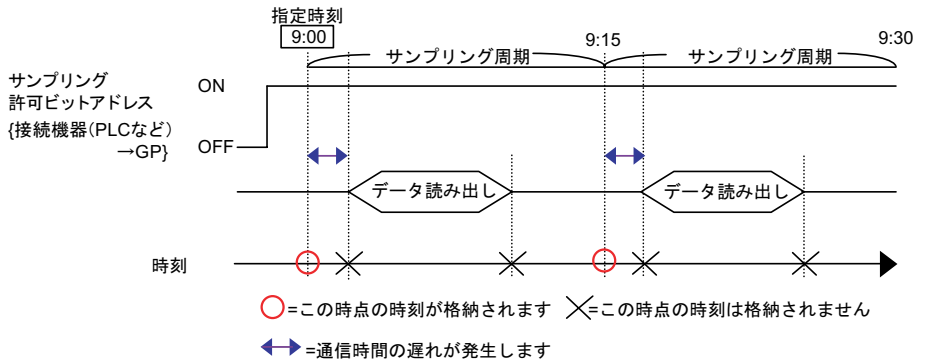 指定時刻
9:00
9:15
9:30
サンプリング周期
サンプリング周期
サンプリング
許可ビットアドレス
{接続機器(PLCなど)
→GP}
ON
OFF
データ読み出し
データ読み出し
時刻
=この時点の時刻が格納されます
=この時点の時刻は格納されません
=通信時間の遅れが発生します